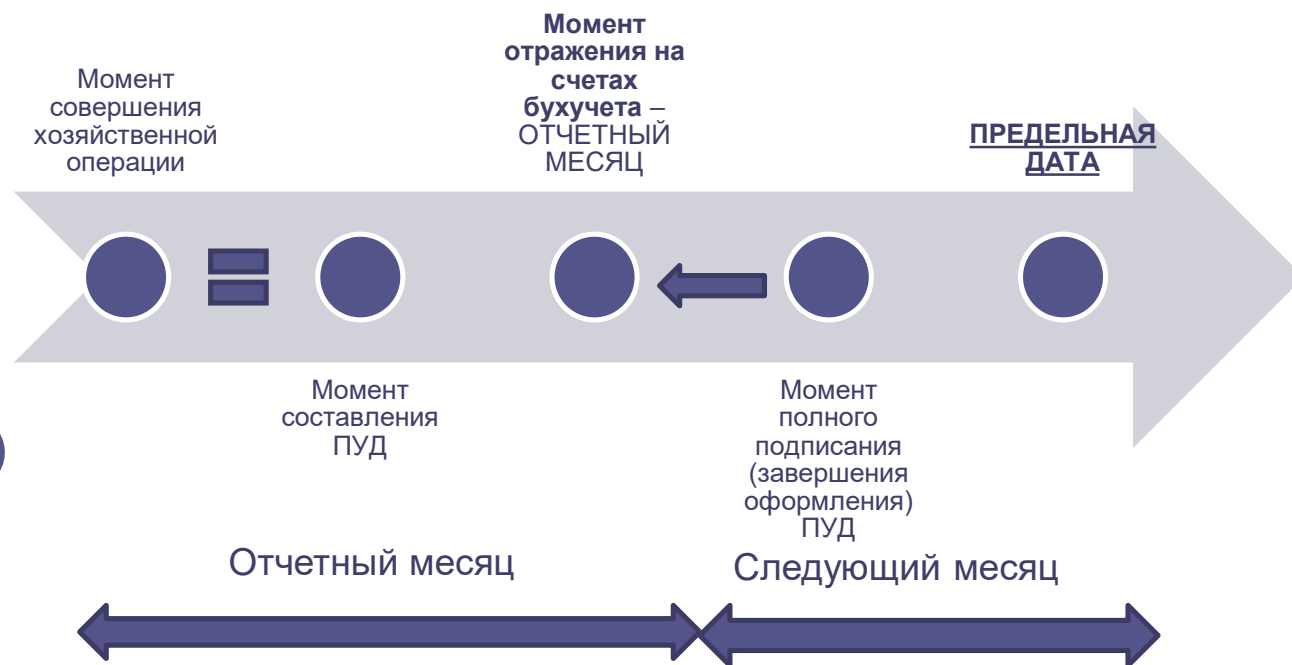 Момент
совершения
хозяйственной
операции
Момент
отражения на
счетах
бухучета –
ОТЧЕТНЫЙ
МЕСЯЦ
ПРЕДЕЛЬНАЯ
ДАТА
Момент
составления
ПУД
Момент
полного
подписания
(завершения
оформления)
ПУД
Отчетный месяц
Следующий месяц